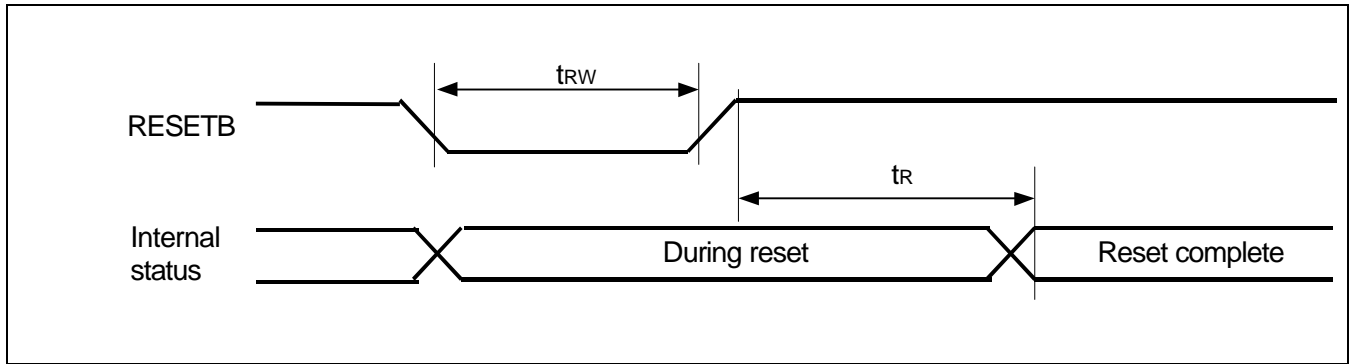 tRW
RESETB
tR
Internal
status
During reset
Reset complete